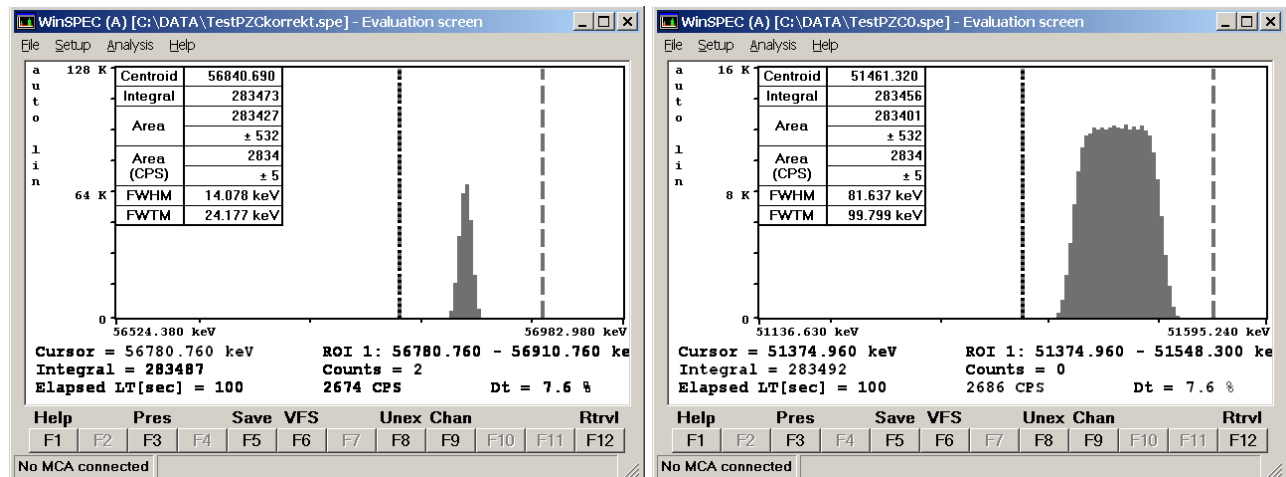 WinSPEC (A) [C:\DATA\TestPZCkorrekt.spe] - Evaluation screen
File Setup Analysis Help
auto lin
128 K
64 K
0
Centroid 56840.690
Integral 283473
Area 283427
± 532
Area (CPS) 2834
± 5
FWHM 14.078 keV
FWTM 24.177 keV
56524.380 keV 56982.980 keV
Cursor = 56780.760 keV ROI 1: 56780.760 - 56910.760 ke
Integral = 283487 Counts = 2
Elapsed LT[sec] = 100 2674 CPS Dt = 7.6 %
Help Pres Save VFS Unex Chan Rtrvl
F1 F2 F3 F4 F5 F6 F7 F8 F9 F10 F11 F12
No MCA connected
WinSPEC (A) [C:\DATA\TestPZC0.spe] - Evaluation screen
File Setup Analysis Help
auto lin
16 K
8 K
0
Centroid 51461.320
Integral 283456
Area 283401
± 532
Area (CPS) 2834
± 5
FWHM 81.637 keV
FWTM 99.799 keV
51136.630 keV 51595.240 keV
Cursor = 51374.960 keV ROI 1: 51374.960 - 51548.300 ke
Integral = 283492 Counts = 0
Elapsed LT[sec] = 100 2686 CPS Dt = 7.6 %
Help Pres Save VFS Unex Chan Rtrvl
F1 F2 F3 F4 F5 F6 F7 F8 F9 F10 F11 F12
No MCA connected